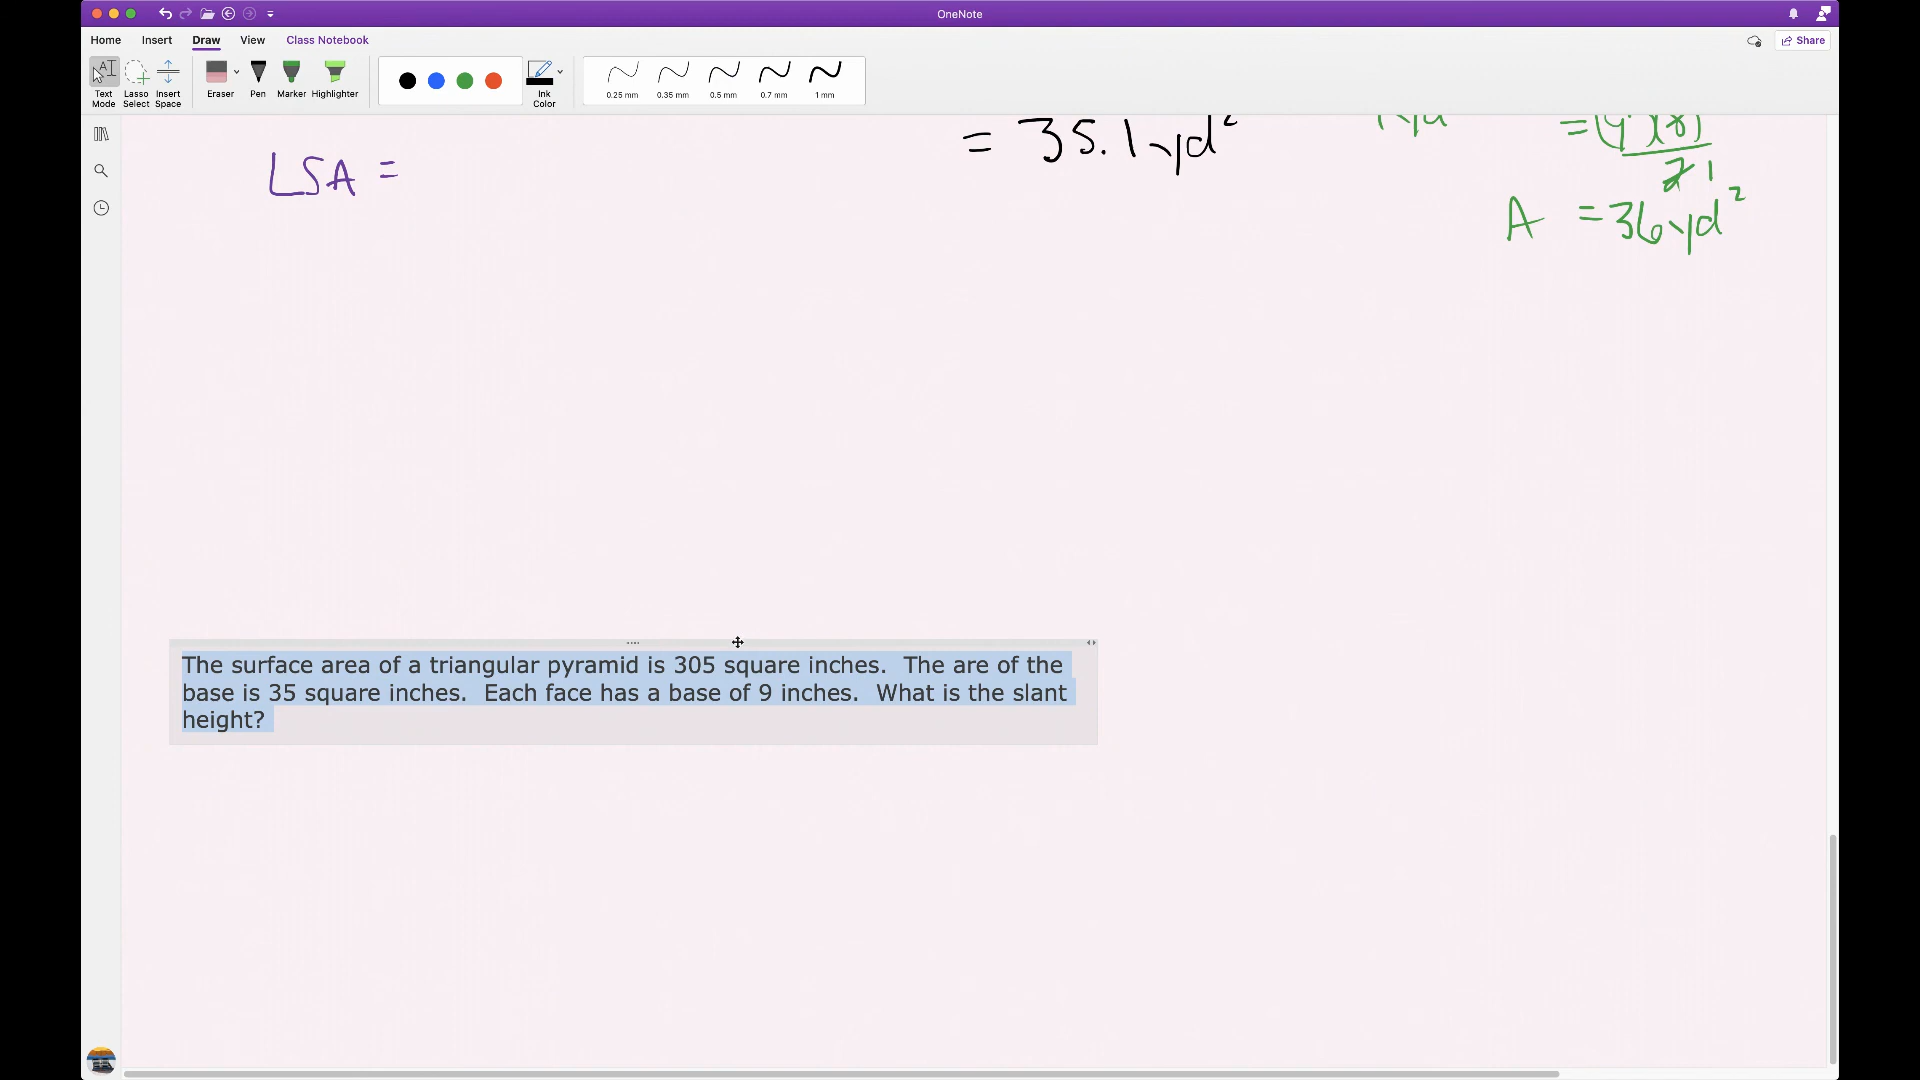 OneNote
Home Insert Draw View Class Notebook
Share
Text Mode
Lasso Select
Insert Space
Eraser
Pen
Marker
Highlighter
Ink Color
0.25 mm
0.35 mm
0.5 mm
0.7 mm
1 mm
LSA =
= 35.1 yd²
2 1
A = 36 yd²
The surface area of a triangular pyramid is 305 square inches.  The are of the
base is 35 square inches.  Each face has a base of 9 inches.  What is the slant
height?